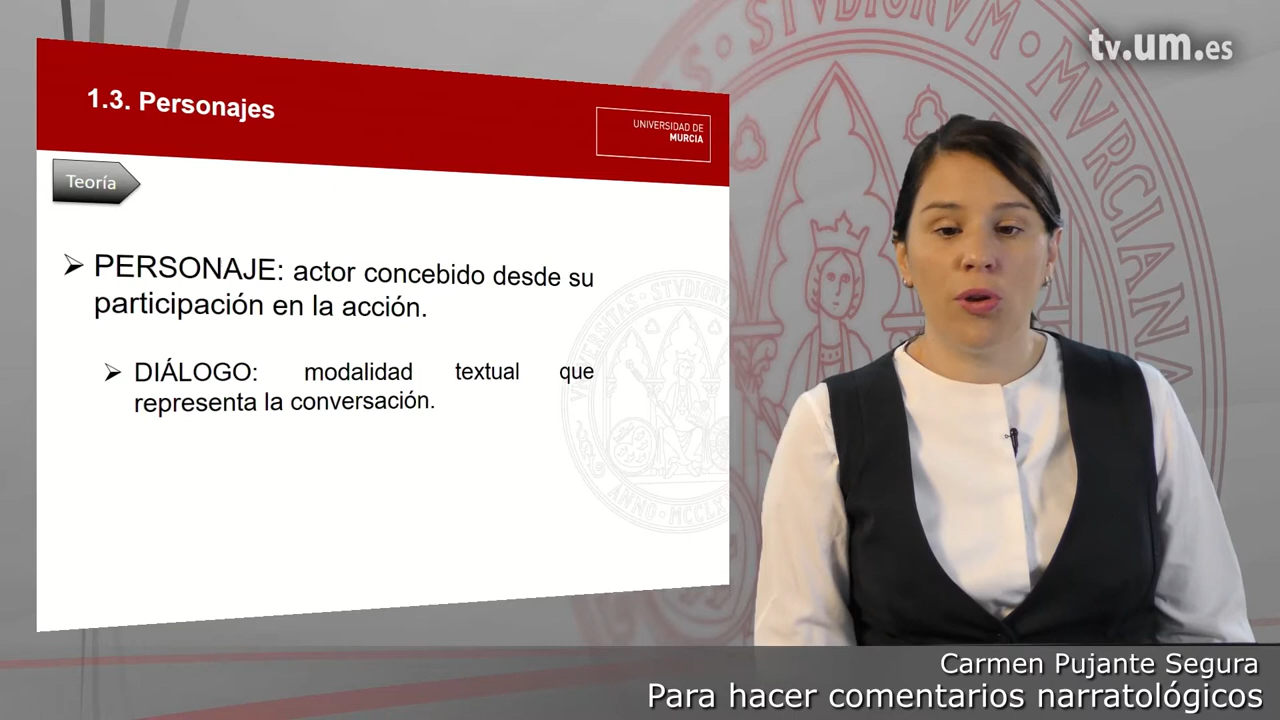 tv.um.es
1.3. Personajes
UNIVERSIDAD DE
MURCIA
Teoría
PERSONAJE: actor concebido desde su
participación en la acción.
DIÁLOGO: modalidad textual que
representa la conversación.
Carmen Pujante Segura
Para hacer comentarios narratológicos